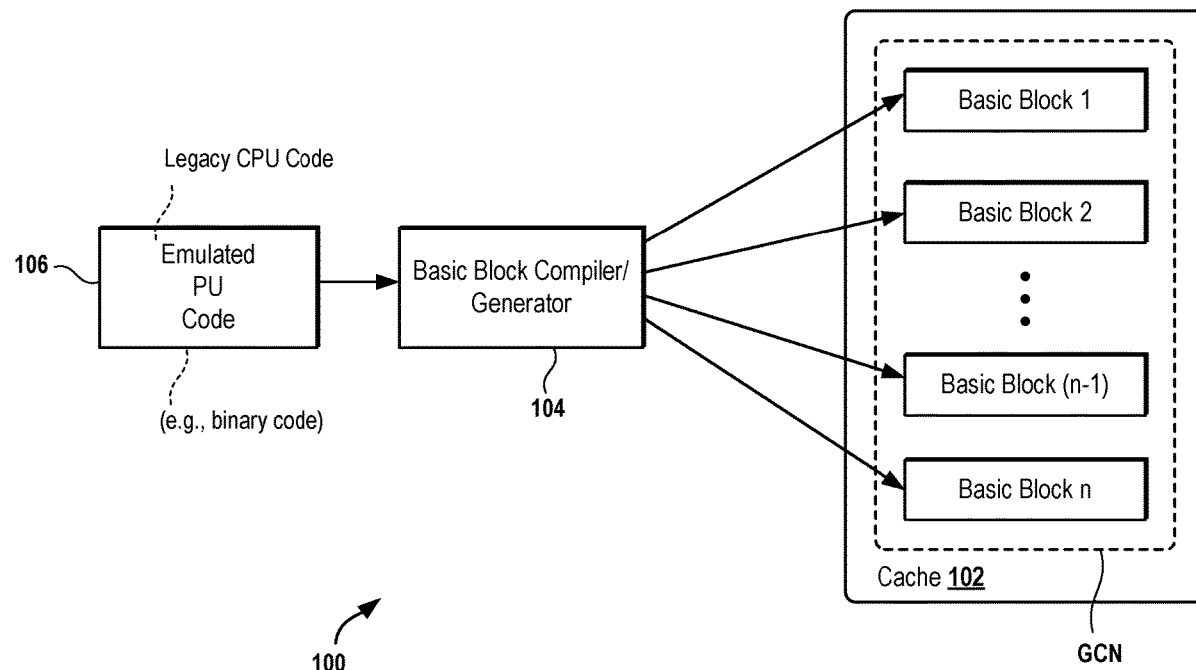 Legacy CPU Code
106
Emulated
PU
Code
(e.g., binary code)
Basic Block Compiler/
Generator
104
Basic Block 1
Basic Block 2
Basic Block (n-1)
Basic Block n
Cache 102
GCN
100